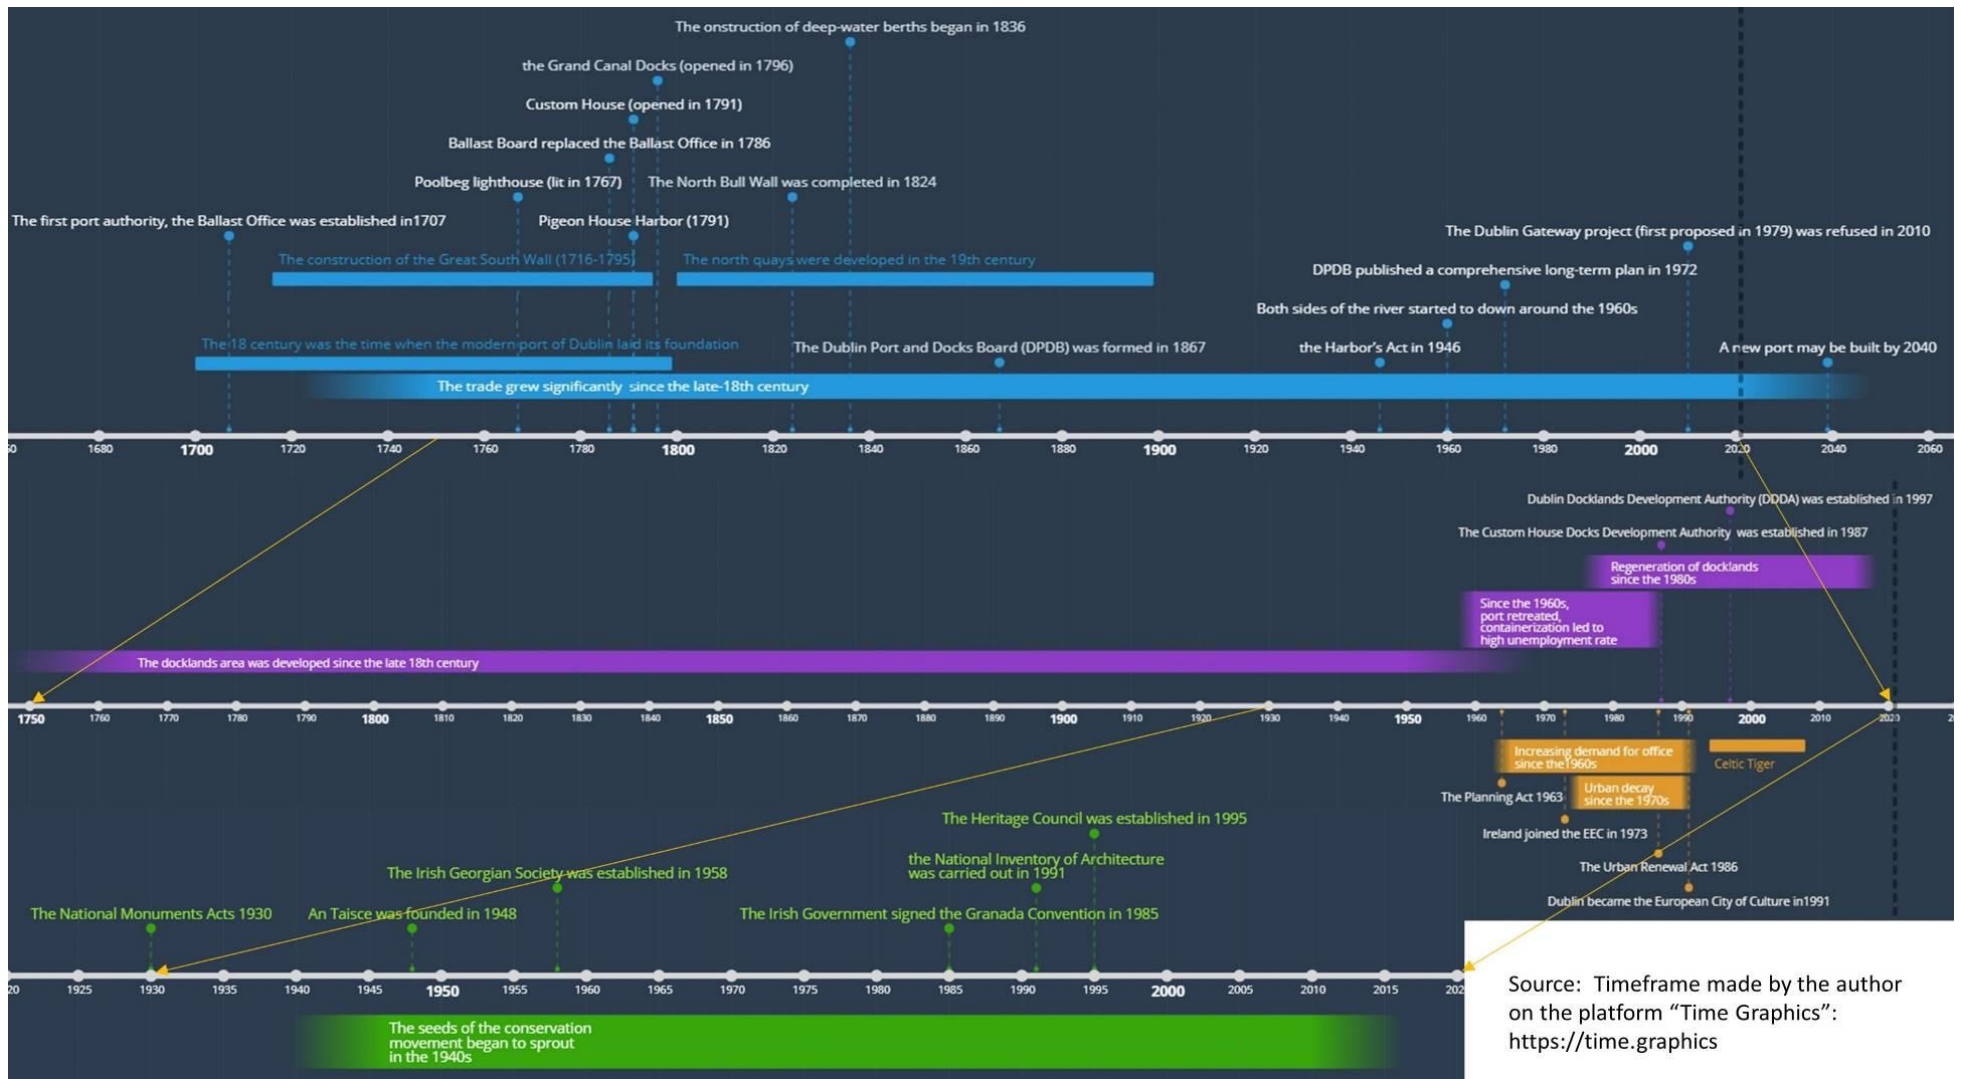 The onstruction of deep-water berths began in 1836
the Grand Canal Docks (opened in 1796)
Custom House (opened in 1791)
Ballast Board replaced the Ballast Office in 1786
Poolbeg lighthouse (lit in 1767)
The North Bull Wall was completed in 1824
The first port authority, the Ballast Office was established in1707
Pigeon House Harbor (1791)
The Dublin Gateway project (first proposed in 1979) was refused in 2010
The construction of the Great South Wall (1716-1795)
The north quays were developed in the 19th century
DPDB published a comprehensive long-term plan in 1972
Both sides of the river started to down around the 1960s
The 18 century was the time when the modern port of Dublin laid its foundation
The Dublin Port and Docks Board (DPDB) was formed in 1867
the Harbor's Act in 1946
A new port may be built by 2040
The trade grew significantly since the late-18th century
60 1680 1700 1720 1740 1760 1780 1800 1820 1840 1860 1880 1900 1920 1940 1960 1980 2000 2020 2040 2060
Dublin Docklands Development Authority (DDDA) was established in 1997
The Custom House Docks Development Authority was established in 1987
Regeneration of docklands
since the 1980s
Since the 1960s,
port retreated,
containerization led to
high unemployment rate
The docklands area was developed since the late 18th century
1750 1760 1770 1780 1790 1800 1810 1820 1830 1840 1850 1860 1870 1880 1890 1900 1910 1920 1930 1940 1950 1960 1970 1980 1990 2000 2010 2020 2
Increasing demand for office
since the1960s
Celtic Tiger
Urban decay
since the 1970s
The Planning Act 1963
Ireland joined the EEC in 1973
The Urban Renewal Act 1986
Dublin became the European City of Culture in1991
The Heritage Council was established in 1995
the National Inventory of Architecture
was carried out in 1991
The Irish Georgian Society was established in 1958
The National Monuments Acts 1930
An Taisce was founded in 1948
The Irish Government signed the Granada Convention in 1985
20 1925 1930 1935 1940 1945 1950 1955 1960 1965 1970 1975 1980 1985 1990 1995 2000 2005 2010 2015 202
The seeds of the conservation
movement began to sprout
in the 1940s
Source: Timeframe made by the author
on the platform “Time Graphics”:
https://time.graphics